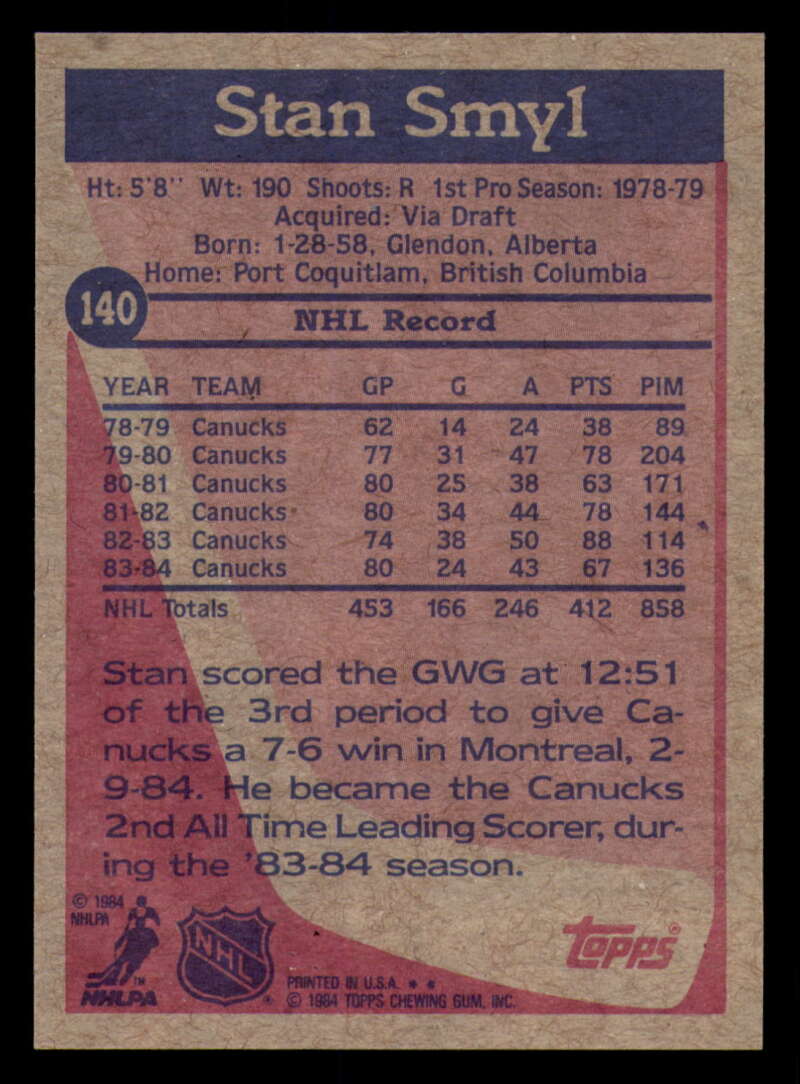 Stan Smyl
Ht: 5'8" Wt: 190 Shoots: R 1st Pro Season: 1978-79
Acquired: Via Draft
Born: 1-28-58, Glendon, Alberta
Home: Port Coquitlam, British Columbia
140
NHL Record
YEAR TEAM GP G A PTS PIM
78-79 Canucks 62 14 24 38 89
79-80 Canucks 77 31 47 78 204
80-81 Canucks 80 25 38 63 171
81-82 Canucks 80 34 44 78 144
82-83 Canucks 74 38 50 88 114
83-84 Canucks 80 24 43 67 136
NHL Totals 453 166 246 412 858
Stan scored the GWG at 12:51
of the 3rd period to give Ca-
nucks a 7-6 win in Montreal, 2-
9-84. He became the Canucks
2nd All Time Leading Scorer, dur-
ing the '83-84 season.
© 1984
NHLPA
TM
NHLPA
NHL
®
PRINTED IN U.S.A. * *
© 1984 TOPPS CHEWING GUM, INC.
topps®